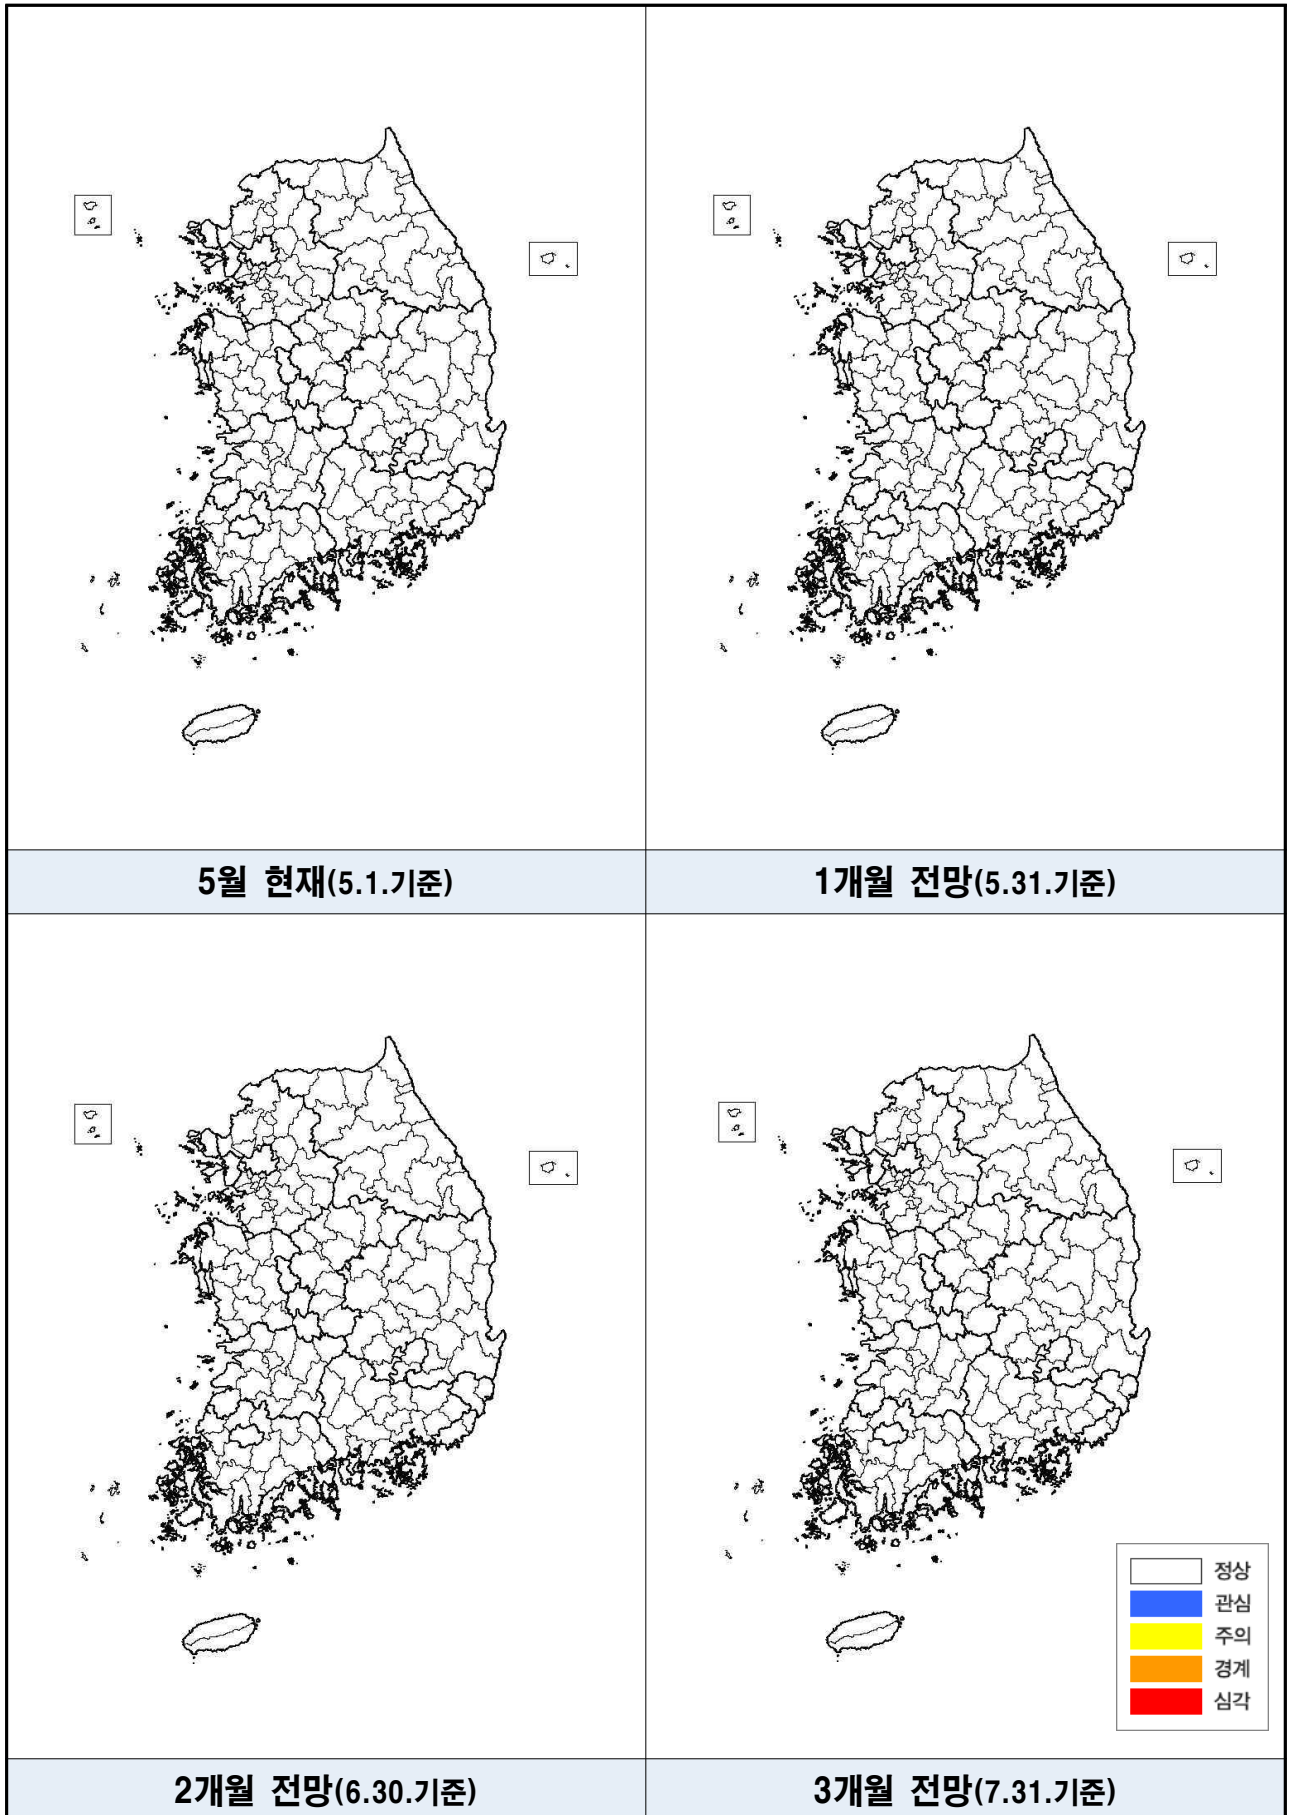 5월 현재(5.1.기준)
1개월 전망(5.31.기준)
정상
관심
주의
경계
심각
2개월 전망(6.30.기준)
3개월 전망(7.31.기준)